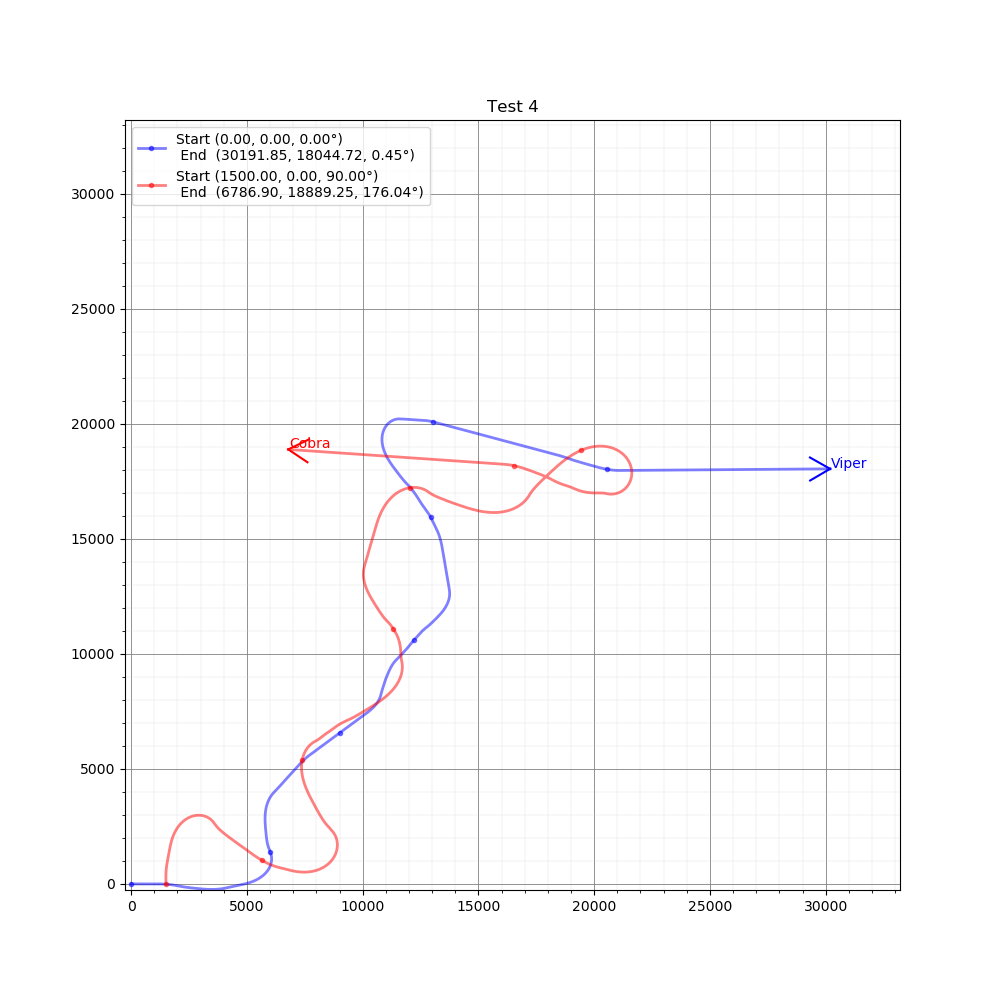 Test 4
Start (0.00, 0.00, 0.00°)
End  (30191.85, 18044.72, 0.45°)
Start (1500.00, 0.00, 90.00°)
End  (6786.90, 18889.25, 176.04°)
30000
25000
20000
15000
10000
5000
0
Cobra
Viper
0 5000 10000 15000 20000 25000 30000